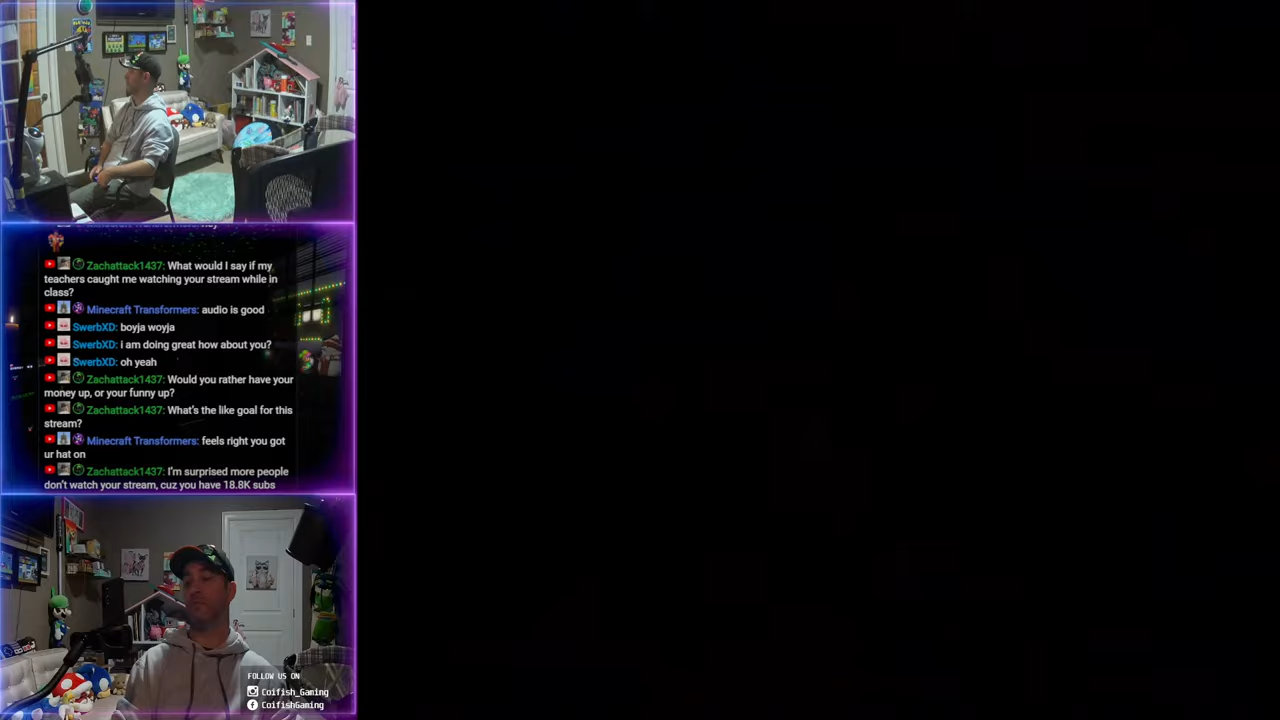 Zachattack1437: What would I say if my
teachers caught me watching your stream while in
class?
Minecraft Transformers: audio is good
SwerbXD: boyja woyja
SwerbXD: i am doing great how about you?
SwerbXD: oh yeah
Zachattack1437: Would you rather have your
money up, or your funny up?
Zachattack1437: What's the like goal for this
stream?
Minecraft Transformers: feels right you got
ur hat on
Zachattack1437: I'm surprised more people
don't watch your stream, cuz you have 18.8K subs
FOLLOW US ON
Coifish_Gaming
CoifishGaming